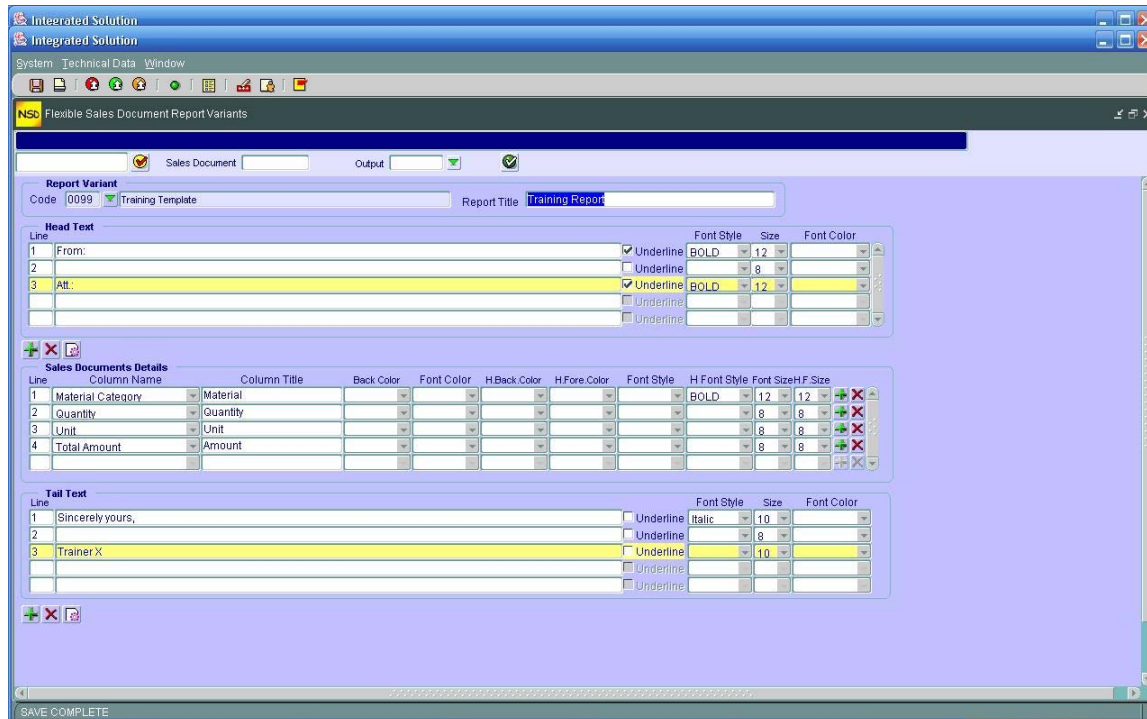 Integrated Solution
Integrated Solution
System Technical Data Window
NSD Flexible Sales Document Report Variants
Sales Document Output
Report Variant
Code 0099 Training Template Report Title Training Report
Head Text
Line Font Style Size Font Color
1 From: Underline BOLD 12
2 Underline 8
3 Att.: Underline BOLD 12
Underline
Underline
Sales Documents Details
Line Column Name Column Title Back Color Font Color H.Back.Color H.Fore.Color Font Style H Font Style Font Size H.F.Size
1 Material Category Material BOLD 12 12
2 Quantity Quantity 8 8
3 Unit Unit 8 8
4 Total Amount Amount 8 8
Tail Text
Line Font Style Size Font Color
1 Sincerely yours, Underline Italic 10
2 Underline 8
3 Trainer X Underline 10
Underline
Underline
SAVE COMPLETE